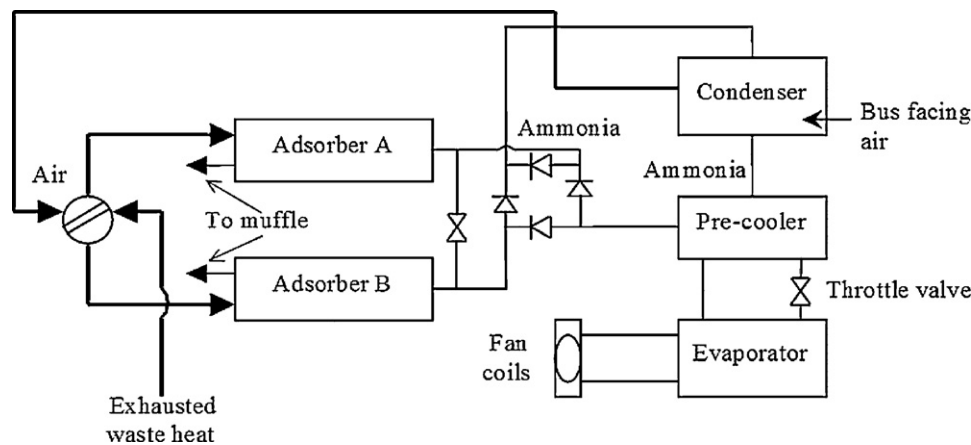 Condenser
Bus facing
air
Adsorber A
Ammonia
Ammonia
Air
To muffle
Pre-cooler
Adsorber B
Throttle valve
Fan
coils
Evaporator
Exhausted
waste heat